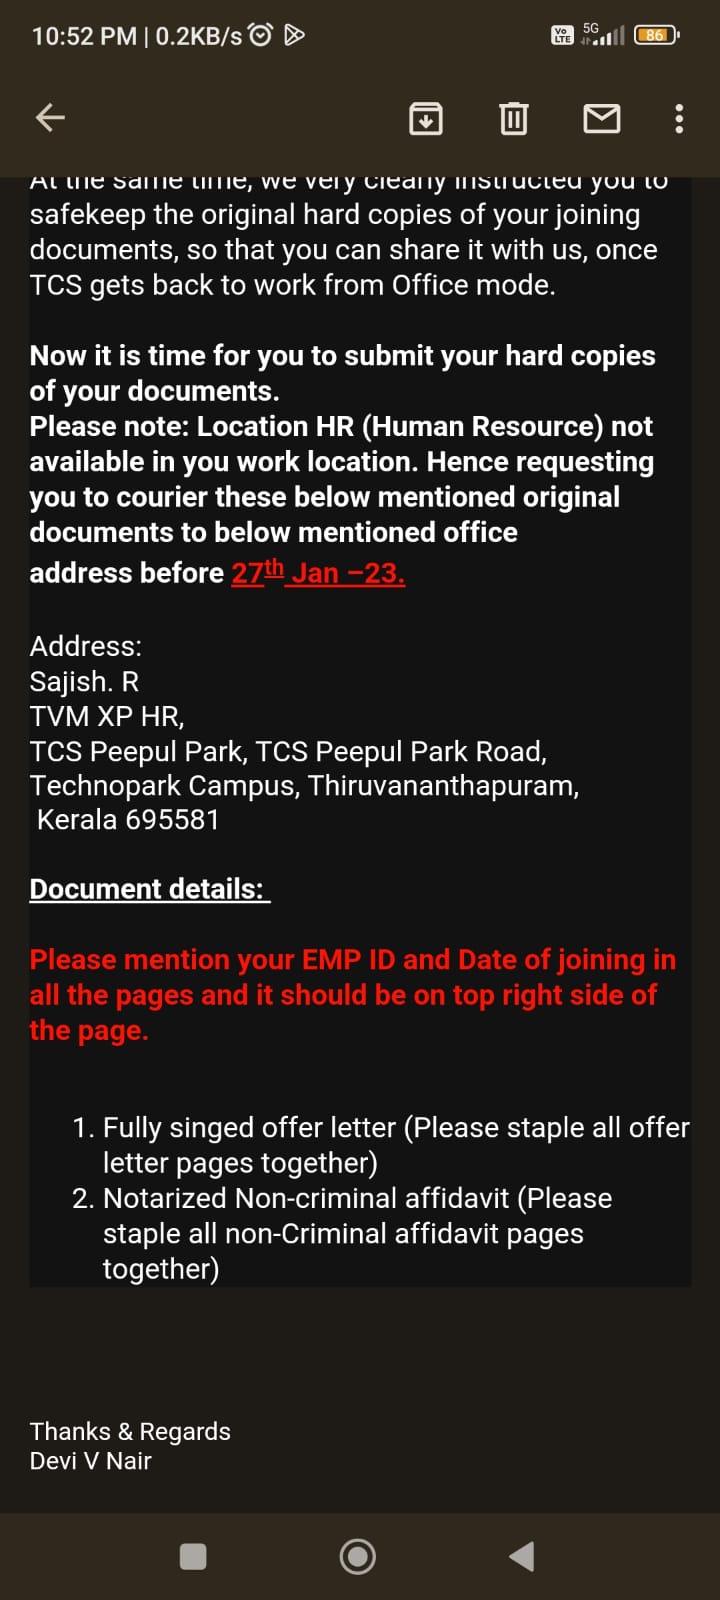 10:52 PM | 0.2KB/s
Vo
LTE
5G
86
At the same time, we very clearly instructed you to
safekeep the original hard copies of your joining
documents, so that you can share it with us, once
TCS gets back to work from Office mode.
Now it is time for you to submit your hard copies
of your documents.
Please note: Location HR (Human Resource) not
available in you work location. Hence requesting
you to courier these below mentioned original
documents to below mentioned office
address before 27th Jan –23.
Address:
Sajish. R
TVM XP HR,
TCS Peepul Park, TCS Peepul Park Road,
Technopark Campus, Thiruvananthapuram,
Kerala 695581
Document details:
Please mention your EMP ID and Date of joining in
all the pages and it should be on top right side of
the page.
1. Fully singed offer letter (Please staple all offer
letter pages together)
2. Notarized Non-criminal affidavit (Please
staple all non-Criminal affidavit pages
together)
Thanks & Regards
Devi V Nair